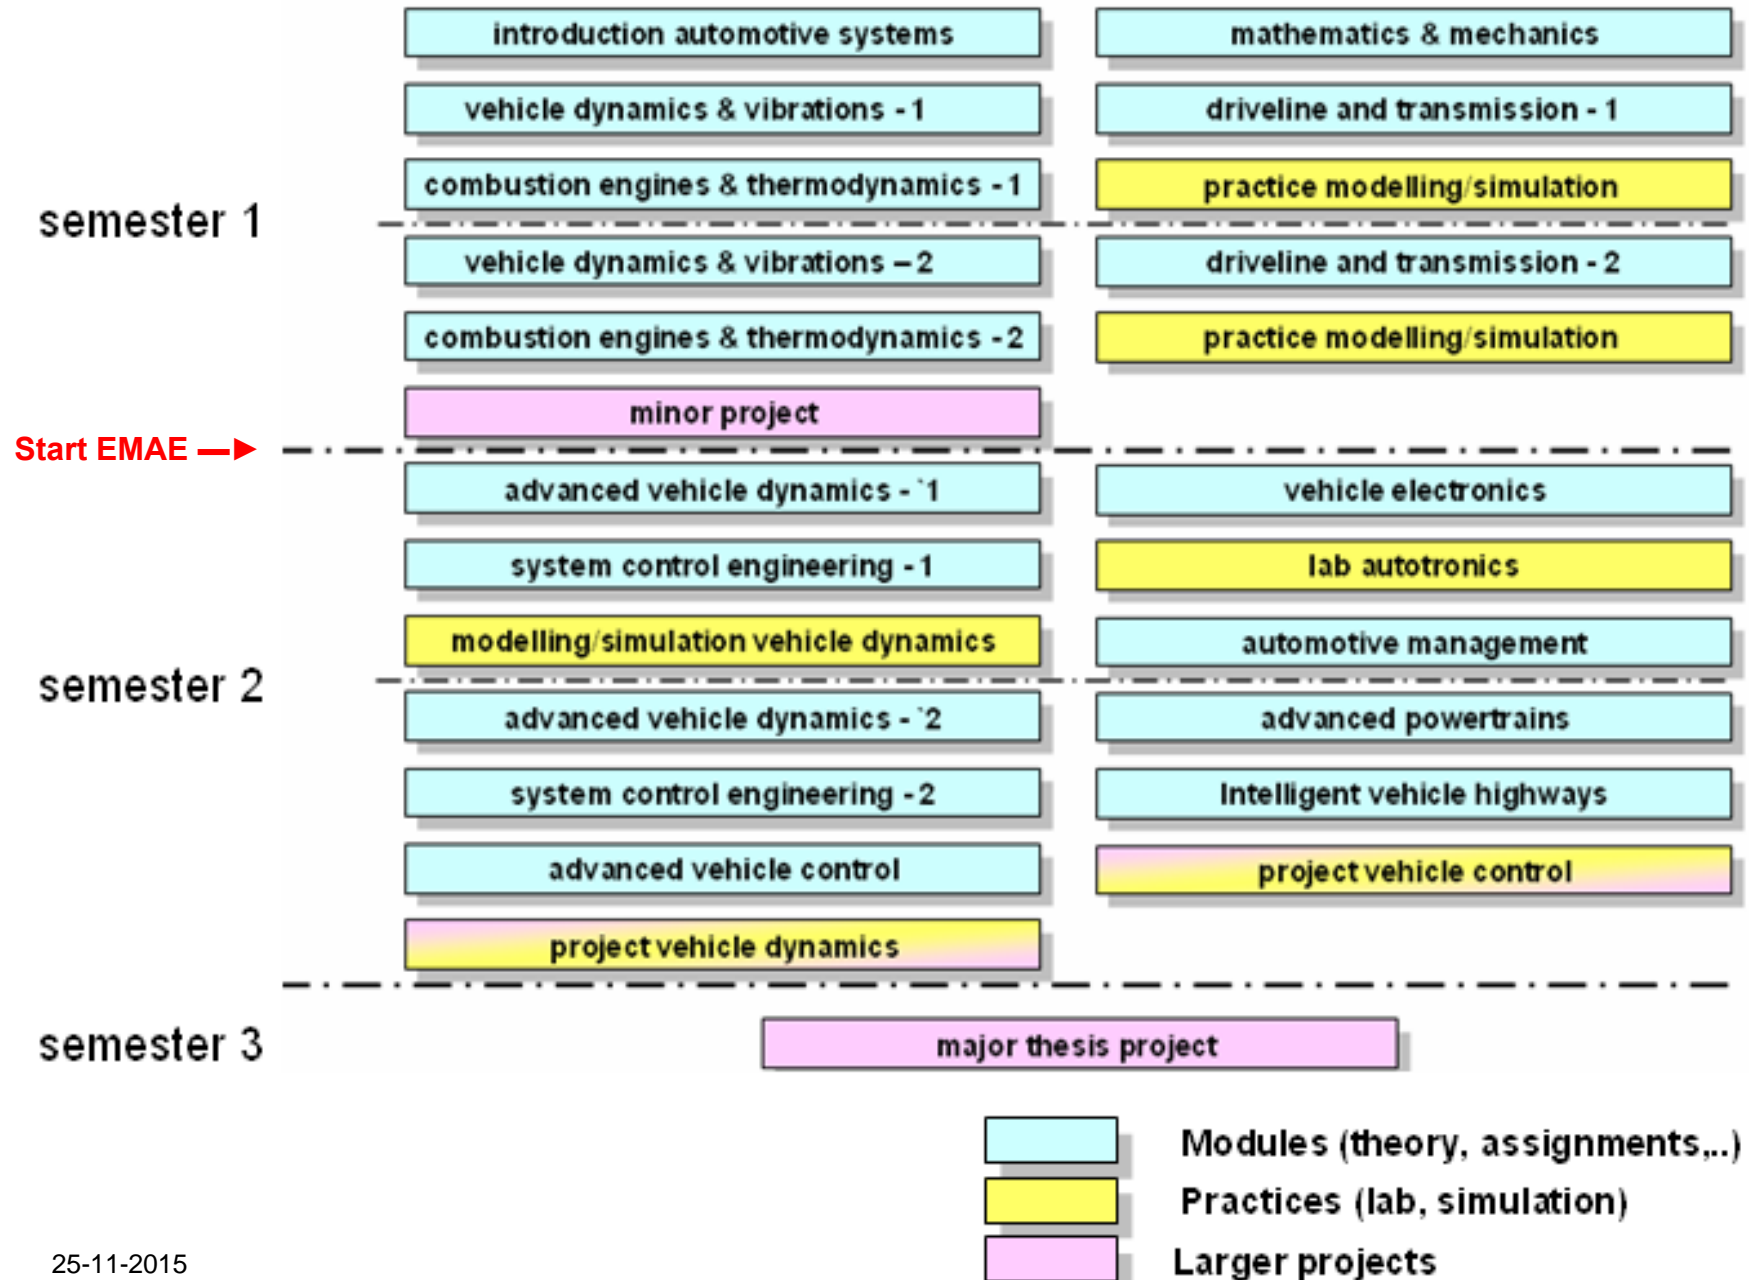 introduction automotive systems
mathematics & mechanics
vehicle dynamics & vibrations - 1
driveline and transmission - 1
combustion engines & thermodynamics - 1
practice modelling/simulation
semester 1
vehicle dynamics & vibrations – 2
driveline and transmission - 2
combustion engines & thermodynamics - 2
practice modelling/simulation
minor project
Start EMAE
advanced vehicle dynamics - `1
vehicle electronics
system control engineering - 1
lab autotronics
modelling/simulation vehicle dynamics
automotive management
semester 2
advanced vehicle dynamics - `2
advanced powertrains
system control engineering - 2
Intelligent vehicle highways
advanced vehicle control
project vehicle control
project vehicle dynamics
semester 3
major thesis project
Modules (theory, assignments,..)
Practices (lab, simulation)
Larger projects
25-11-2015